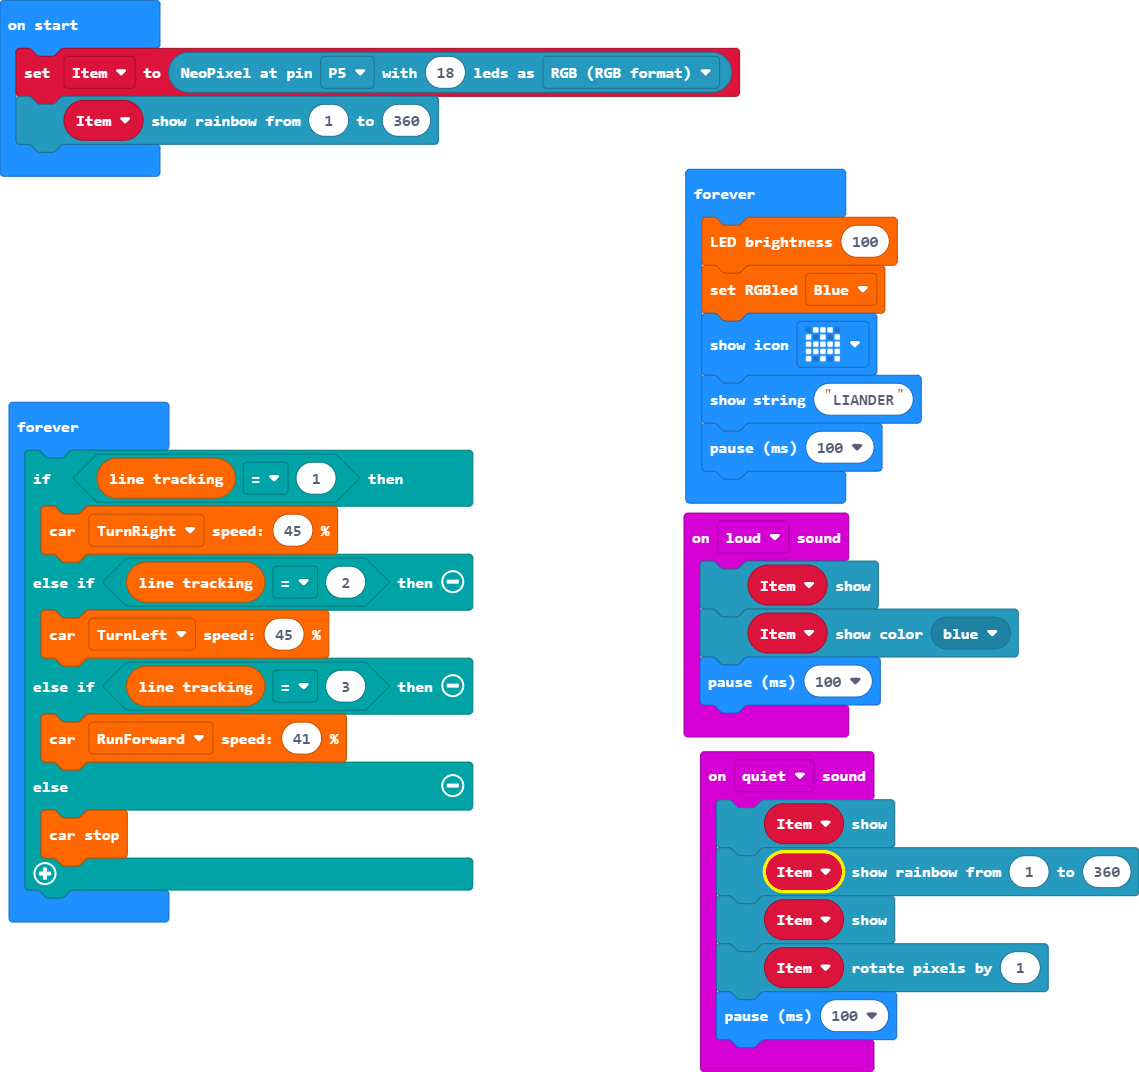 on start
set Item to NeoPixel at pin P5 with 18 leds as RGB (RGB format)
Item show rainbow from 1 to 360
forever
LED brightness 100
set RGBled Blue
show icon
show string "LIANDER"
pause (ms) 100
forever
if line tracking = 1 then
car TurnRight speed: 45 %
else if line tracking = 2 then
car TurnLeft speed: 45 %
else if line tracking = 3 then
car RunForward speed: 41 %
else
car stop
on loud sound
Item show
Item show color blue
pause (ms) 100
on quiet sound
Item show
Item show rainbow from 1 to 360
Item show
Item rotate pixels by 1
pause (ms) 100